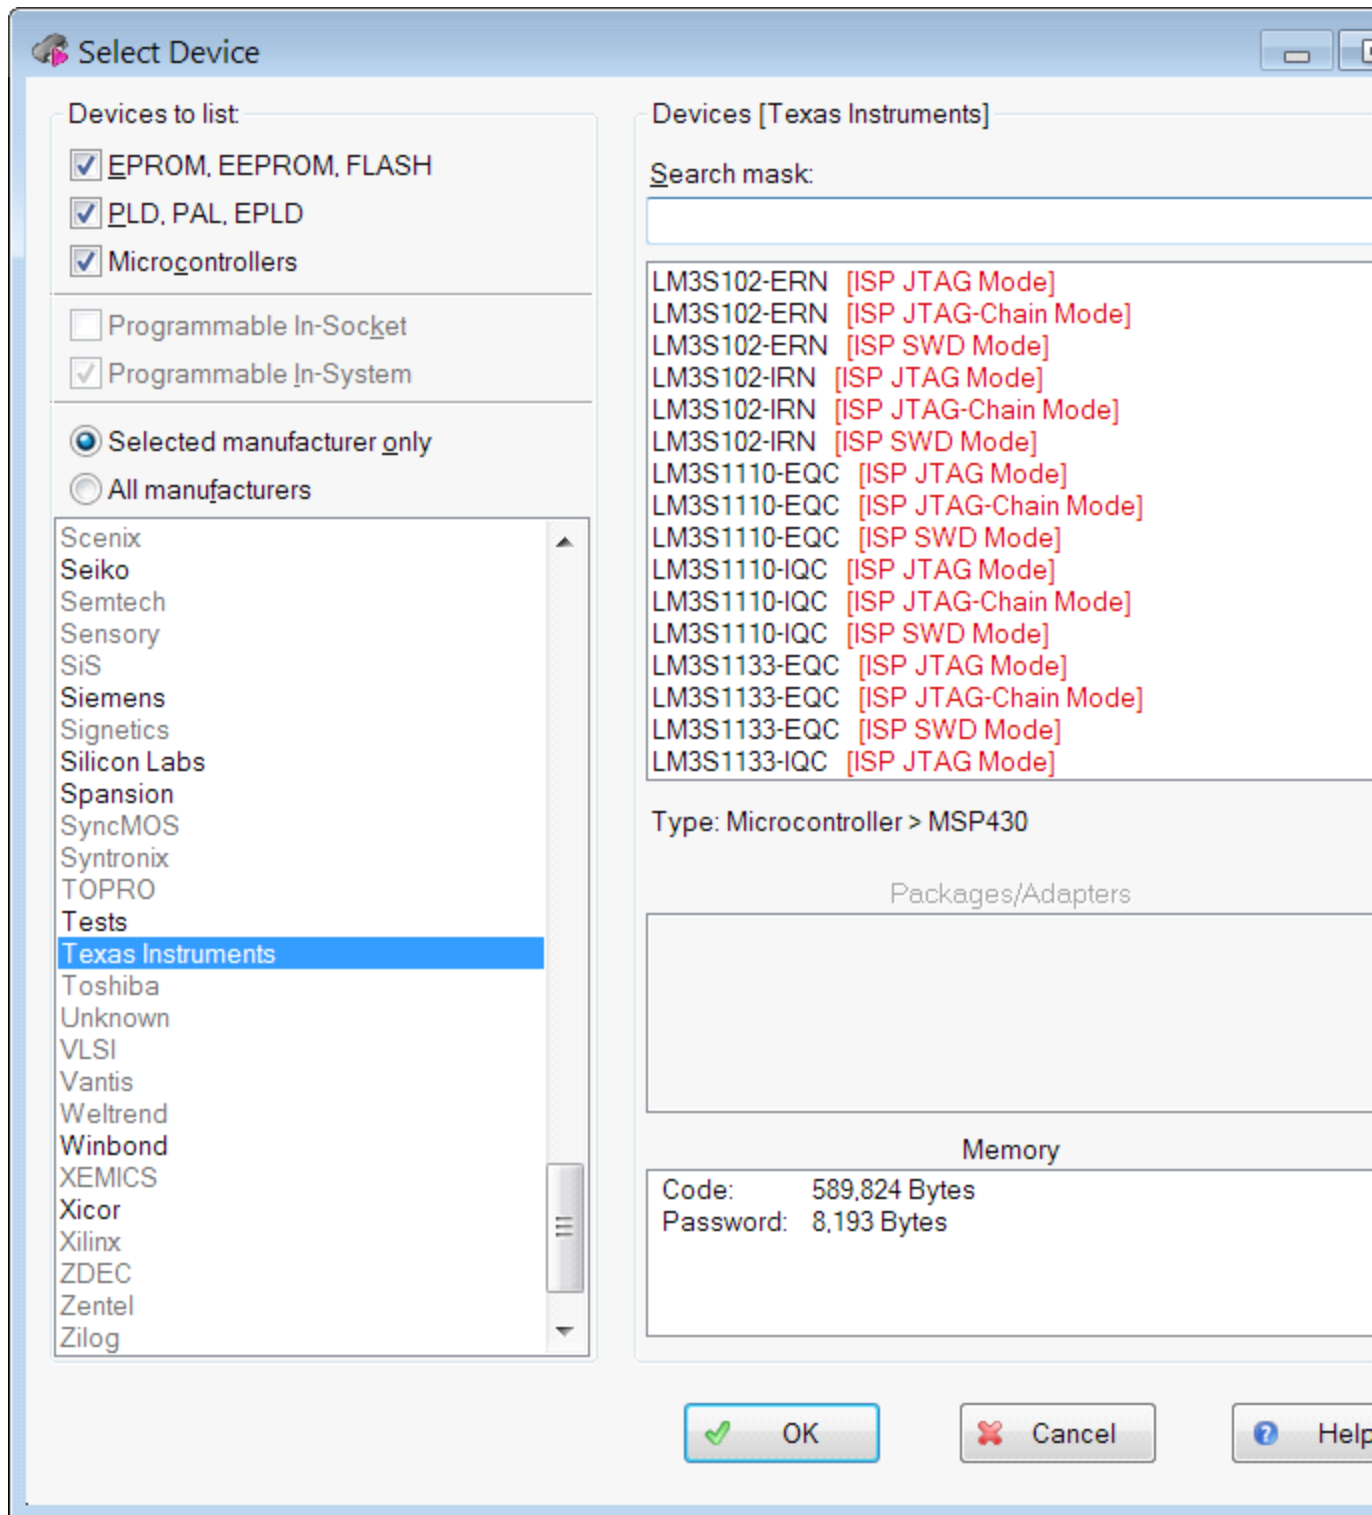 Select Device
Devices to list:
EPROM, EEPROM, FLASH
PLD, PAL, EPLD
Microcontrollers
Programmable In-Socket
Programmable In-System
Selected manufacturer only
All manufacturers
Scenix
Seiko
Semtech
Sensory
SiS
Siemens
Signetics
Silicon Labs
Spansion
SyncMOS
Syntronix
TOPRO
Tests
Texas Instruments
Toshiba
Unknown
VLSI
Vantis
Weltrend
Winbond
XEMICS
Xicor
Xilinx
ZDEC
Zentel
Zilog
Devices [Texas Instruments]
Search mask:
LM3S102-ERN [ISP JTAG Mode]
LM3S102-ERN [ISP JTAG-Chain Mode]
LM3S102-ERN [ISP SWD Mode]
LM3S102-IRN [ISP JTAG Mode]
LM3S102-IRN [ISP JTAG-Chain Mode]
LM3S102-IRN [ISP SWD Mode]
LM3S1110-EQC [ISP JTAG Mode]
LM3S1110-EQC [ISP JTAG-Chain Mode]
LM3S1110-EQC [ISP SWD Mode]
LM3S1110-IQC [ISP JTAG Mode]
LM3S1110-IQC [ISP JTAG-Chain Mode]
LM3S1110-IQC [ISP SWD Mode]
LM3S1133-EQC [ISP JTAG Mode]
LM3S1133-EQC [ISP JTAG-Chain Mode]
LM3S1133-EQC [ISP SWD Mode]
LM3S1133-IQC [ISP JTAG Mode]
Type: Microcontroller > MSP430
Packages/Adapters
Memory
Code: 589,824 Bytes
Password: 8,193 Bytes
OK
Cancel
Help